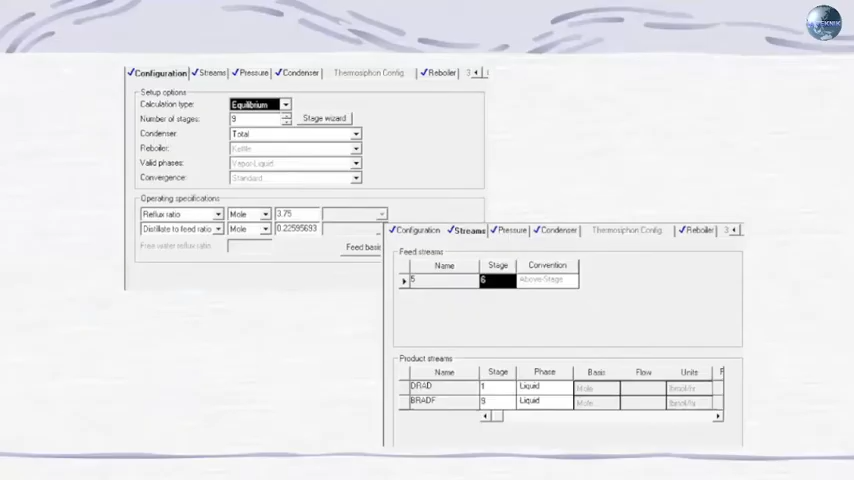 Configuration Streams Pressure Condenser Thermosiphon Config. Reboiler 3
Setup options
Calculation type: Equilibrium
Number of stages: 9 Stage wizard
Condenser: Total
Reboiler: Kettle
Valid phases: Vapor-Liquid
Convergence: Standard
Operating specifications
Reflux ratio Mole 3.75
Distillate to feed ratio Mole 0.22595693
Free water reflux ratio: Feed basis
Configuration Streams Pressure Condenser Thermosiphon Config. Reboiler 3
Feed streams
Name Stage Convention
5 6 Above-Stage
Product streams
Name Stage Phase Basis Flow Units F
DRAD 1 Liquid Mole lbmol/hr
BRADF 9 Liquid Mole lbmol/hr